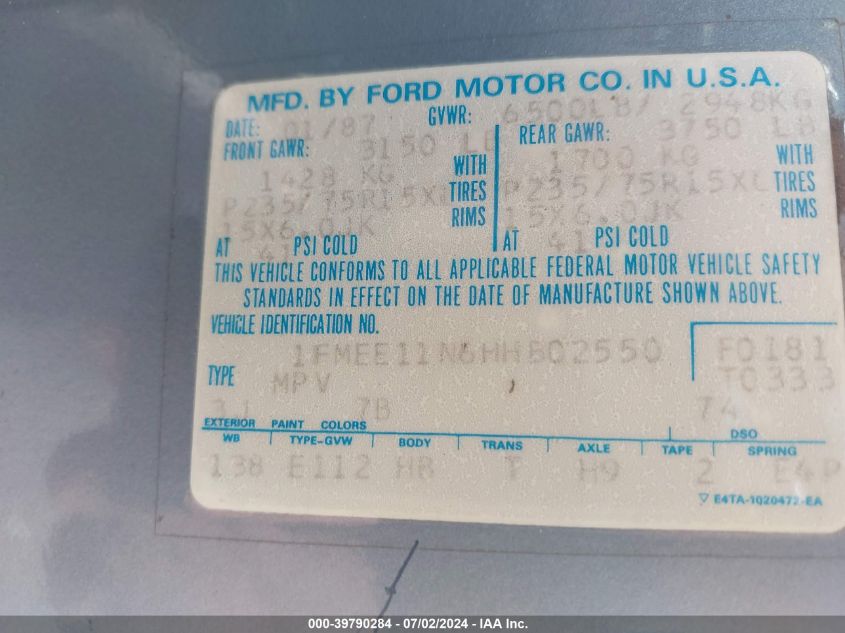 MFD. BY FORD MOTOR CO. IN U.S.A.
DATE: 01/87 GVWR: 6500LB/ 2948KG
FRONT GAWR: 3150 LB REAR GAWR: 3750 LB
1428 KG WITH 1700 KG WITH
P235/75R15XL TIRES P235/75R15XL TIRES
15X6.0JK RIMS 15X6.0JK RIMS
AT 41 PSI COLD AT 41 PSI COLD
THIS VEHICLE CONFORMS TO ALL APPLICABLE FEDERAL MOTOR VEHICLE SAFETY
STANDARDS IN EFFECT ON THE DATE OF MANUFACTURE SHOWN ABOVE.
VEHICLE IDENTIFICATION NO.
1FMEE11N6HHB02550 F0181
TYPE MPV T0333
7B 74
EXTERIOR PAINT COLORS DSO
WB TYPE-GVW BODY TRANS AXLE TAPE SPRING
138 E112 HR T H9 2 E4P
E4TA-1020472-EA
000-39790284 - 07/02/2024 - IAA Inc.